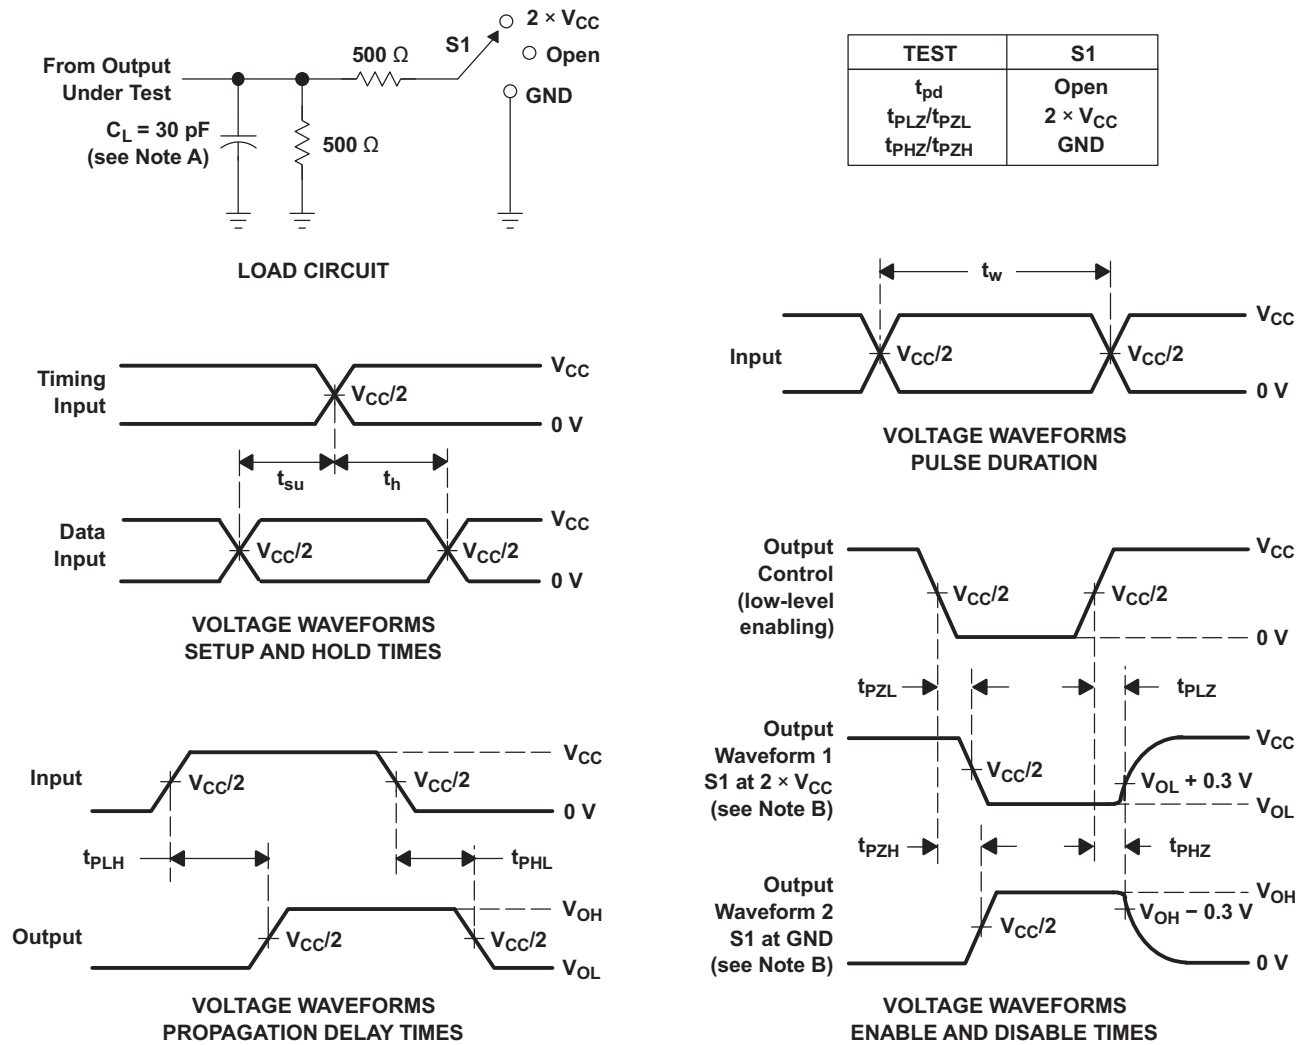 2 × VCC
S1
Open
500 Ω
From Output
Under Test
GND
CL = 30 pF
(see Note A)
500 Ω
LOAD CIRCUIT
TEST S1
tpd Open
tPLZ/tPZL 2 × VCC
tPHZ/tPZH GND
tw
VCC
Input
VCC/2
VCC/2
0 V
VOLTAGE WAVEFORMS
PULSE DURATION
Timing
Input
VCC
VCC/2
0 V
tsu
th
Data
Input
VCC
VCC/2
VCC/2
0 V
VOLTAGE WAVEFORMS
SETUP AND HOLD TIMES
Input
VCC
VCC/2
VCC/2
0 V
tPLH
tPHL
Output
VOH
VCC/2
VCC/2
VOL
VOLTAGE WAVEFORMS
PROPAGATION DELAY TIMES
Output
Control
(low-level
enabling)
VCC
VCC/2
VCC/2
0 V
tPZL
tPLZ
Output
Waveform 1
S1 at 2 × VCC
(see Note B)
VCC
VCC/2
VOL + 0.3 V
VOL
tPZH
tPHZ
Output
Waveform 2
S1 at GND
(see Note B)
VOH
VCC/2
VOH − 0.3 V
0 V
VOLTAGE WAVEFORMS
ENABLE AND DISABLE TIMES